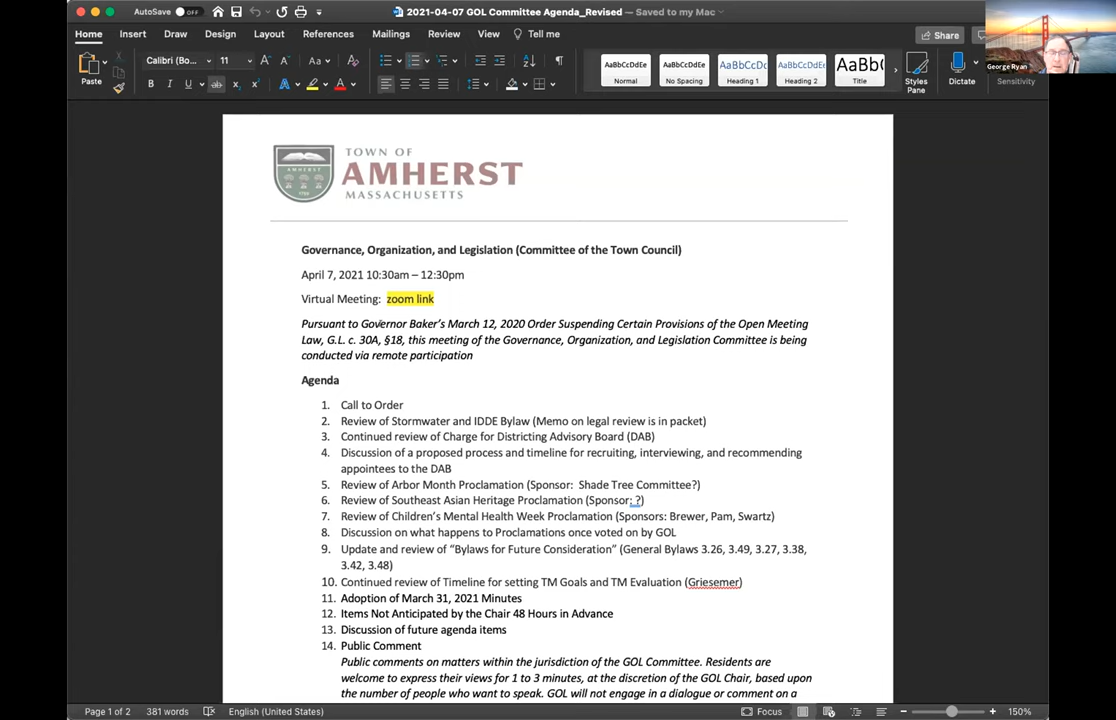 AutoSave OFF
2021-04-07 GOL Committee Agenda_Revised — Saved to my Mac
Home Insert Draw Design Layout References Mailings Review View Tell me
Share
George Ryan
Paste
Calibri (Bo... 11
AaBbCcDdEe AaBbCcDdEe AaBbCcDc AaBbCcDdEe AaBb(
Normal No Spacing Heading 1 Heading 2 Title
Styles Pane
Dictate
Sensitivity
TOWN OF
AMHERST
MASSACHUSETTS
Governance, Organization, and Legislation (Committee of the Town Council)
April 7, 2021 10:30am – 12:30pm
Virtual Meeting: zoom link
Pursuant to Governor Baker's March 12, 2020 Order Suspending Certain Provisions of the Open Meeting
Law, G.L. c. 30A, §18, this meeting of the Governance, Organization, and Legislation Committee is being
conducted via remote participation
Agenda
1. Call to Order
2. Review of Stormwater and IDDE Bylaw (Memo on legal review is in packet)
3. Continued review of Charge for Districting Advisory Board (DAB)
4. Discussion of a proposed process and timeline for recruiting, interviewing, and recommending
appointees to the DAB
5. Review of Arbor Month Proclamation (Sponsor: Shade Tree Committee?)
6. Review of Southeast Asian Heritage Proclamation (Sponsor: ?)
7. Review of Children's Mental Health Week Proclamation (Sponsors: Brewer, Pam, Swartz)
8. Discussion on what happens to Proclamations once voted on by GOL
9. Update and review of "Bylaws for Future Consideration" (General Bylaws 3.26, 3.49, 3.27, 3.38,
3.42, 3.48)
10. Continued review of Timeline for setting TM Goals and TM Evaluation (Griesemer)
11. Adoption of March 31, 2021 Minutes
12. Items Not Anticipated by the Chair 48 Hours in Advance
13. Discussion of future agenda items
14. Public Comment
Public comments on matters within the jurisdiction of the GOL Committee. Residents are
welcome to express their views for 1 to 3 minutes, at the discretion of the GOL Chair, based upon
the number of people who want to speak. GOL will not engage in a dialogue or comment on a
Page 1 of 2 381 words English (United States) Focus 150%